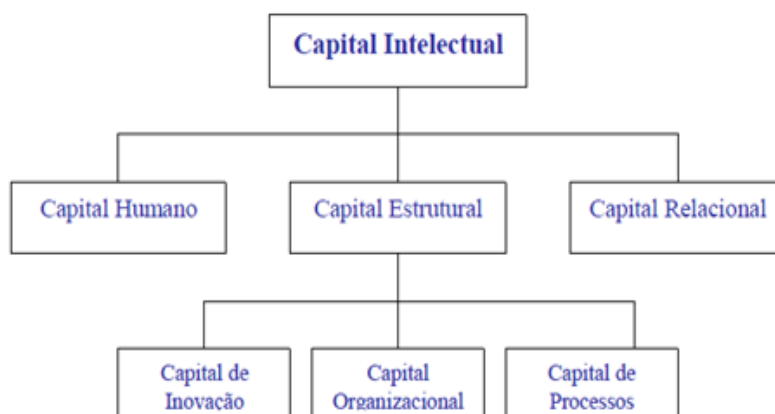 Capital Intelectual
Capital Humano
Capital Estrutural
Capital Relacional
Capital de
Inovação
Capital
Organizacional
Capital de
Processos